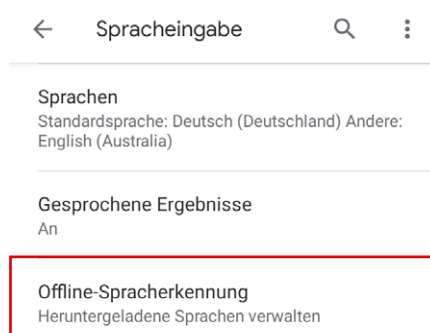 Spracheingabe
Sprachen
Standardsprache: Deutsch (Deutschland) Andere:
English (Australia)
Gesprochene Ergebnisse
An
Offline-Spracherkennung
Heruntergeladene Sprachen verwalten